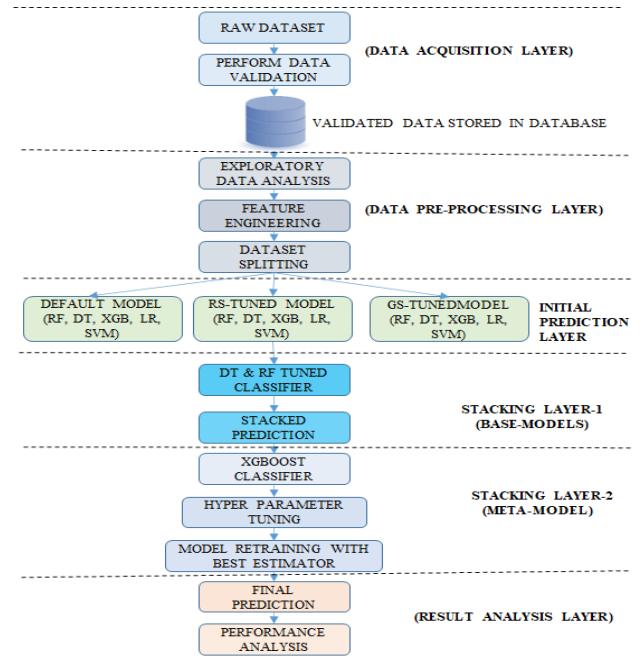 RAW DATASET
(DATA ACQUISITION LAYER)
PERFORM DATA
VALIDATION
VALIDATED DATA STORED IN DATABASE
EXPLORATORY
DATA ANALYSIS
FEATURE
ENGINEERING
(DATA PRE-PROCESSING LAYER)
DATASET
SPLITTING
DEFAULT MODEL
(RF, DT, XGB, LR,
SVM)
RS-TUNED MODEL
(RF, DT, XGB, LR,
SVM)
GS-TUNEDMODEL
(RF, DT, XGB, LR,
SVM)
INITIAL
PREDICTION
LAYER
DT & RF TUNED
CLASSIFIER
STACKED
PREDICTION
STACKING LAYER-1
(BASE-MODELS)
XGBOOST
CLASSIFIER
HYPER PARAMETER
TUNING
STACKING LAYER-2
(META-MODEL)
MODEL RETRAINING WITH
BEST ESTIMATOR
FINAL
PREDICTION
(RESULT ANALYSIS LAYER)
PERFORMANCE
ANALYSIS